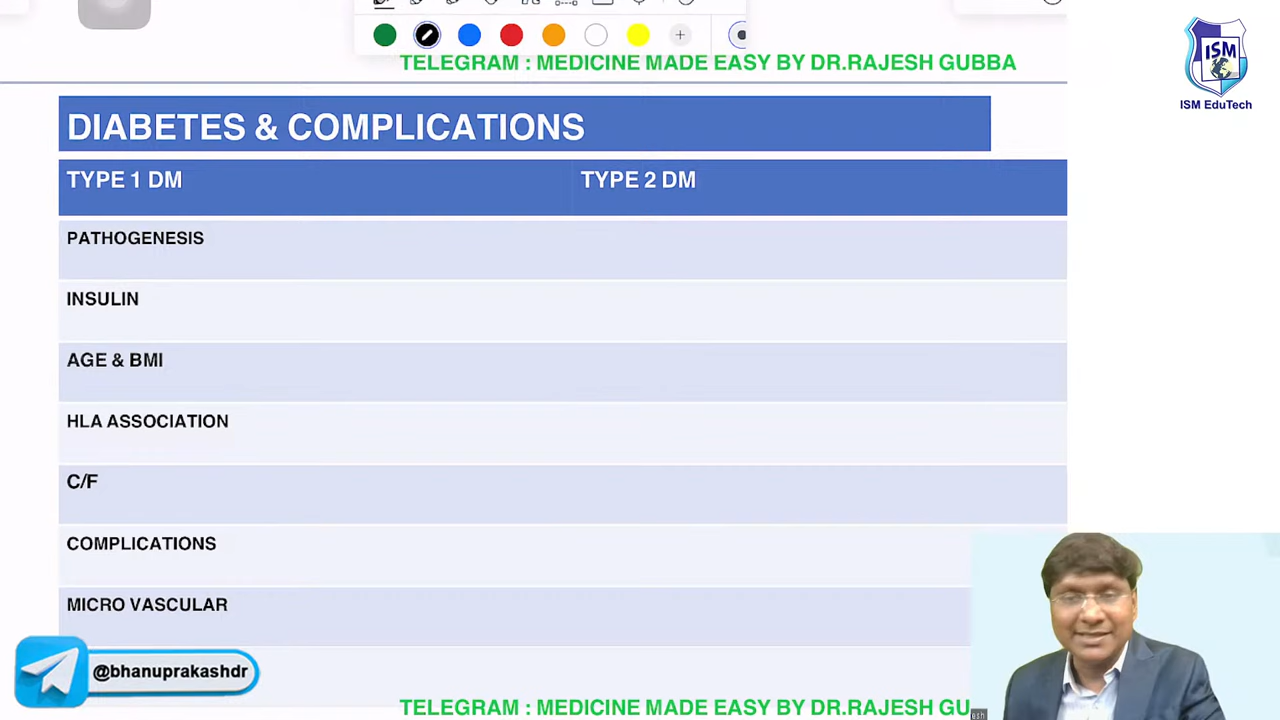 TELEGRAM : MEDICINE MADE EASY BY DR.RAJESH GUBBA
ISM
ISM EduTech
DIABETES & COMPLICATIONS
TYPE 1 DM TYPE 2 DM
PATHOGENESIS
INSULIN
AGE & BMI
HLA ASSOCIATION
C/F
COMPLICATIONS
MICRO VASCULAR
@bhanuprakashdr
TELEGRAM : MEDICINE MADE EASY BY DR.RAJESH GU
esh